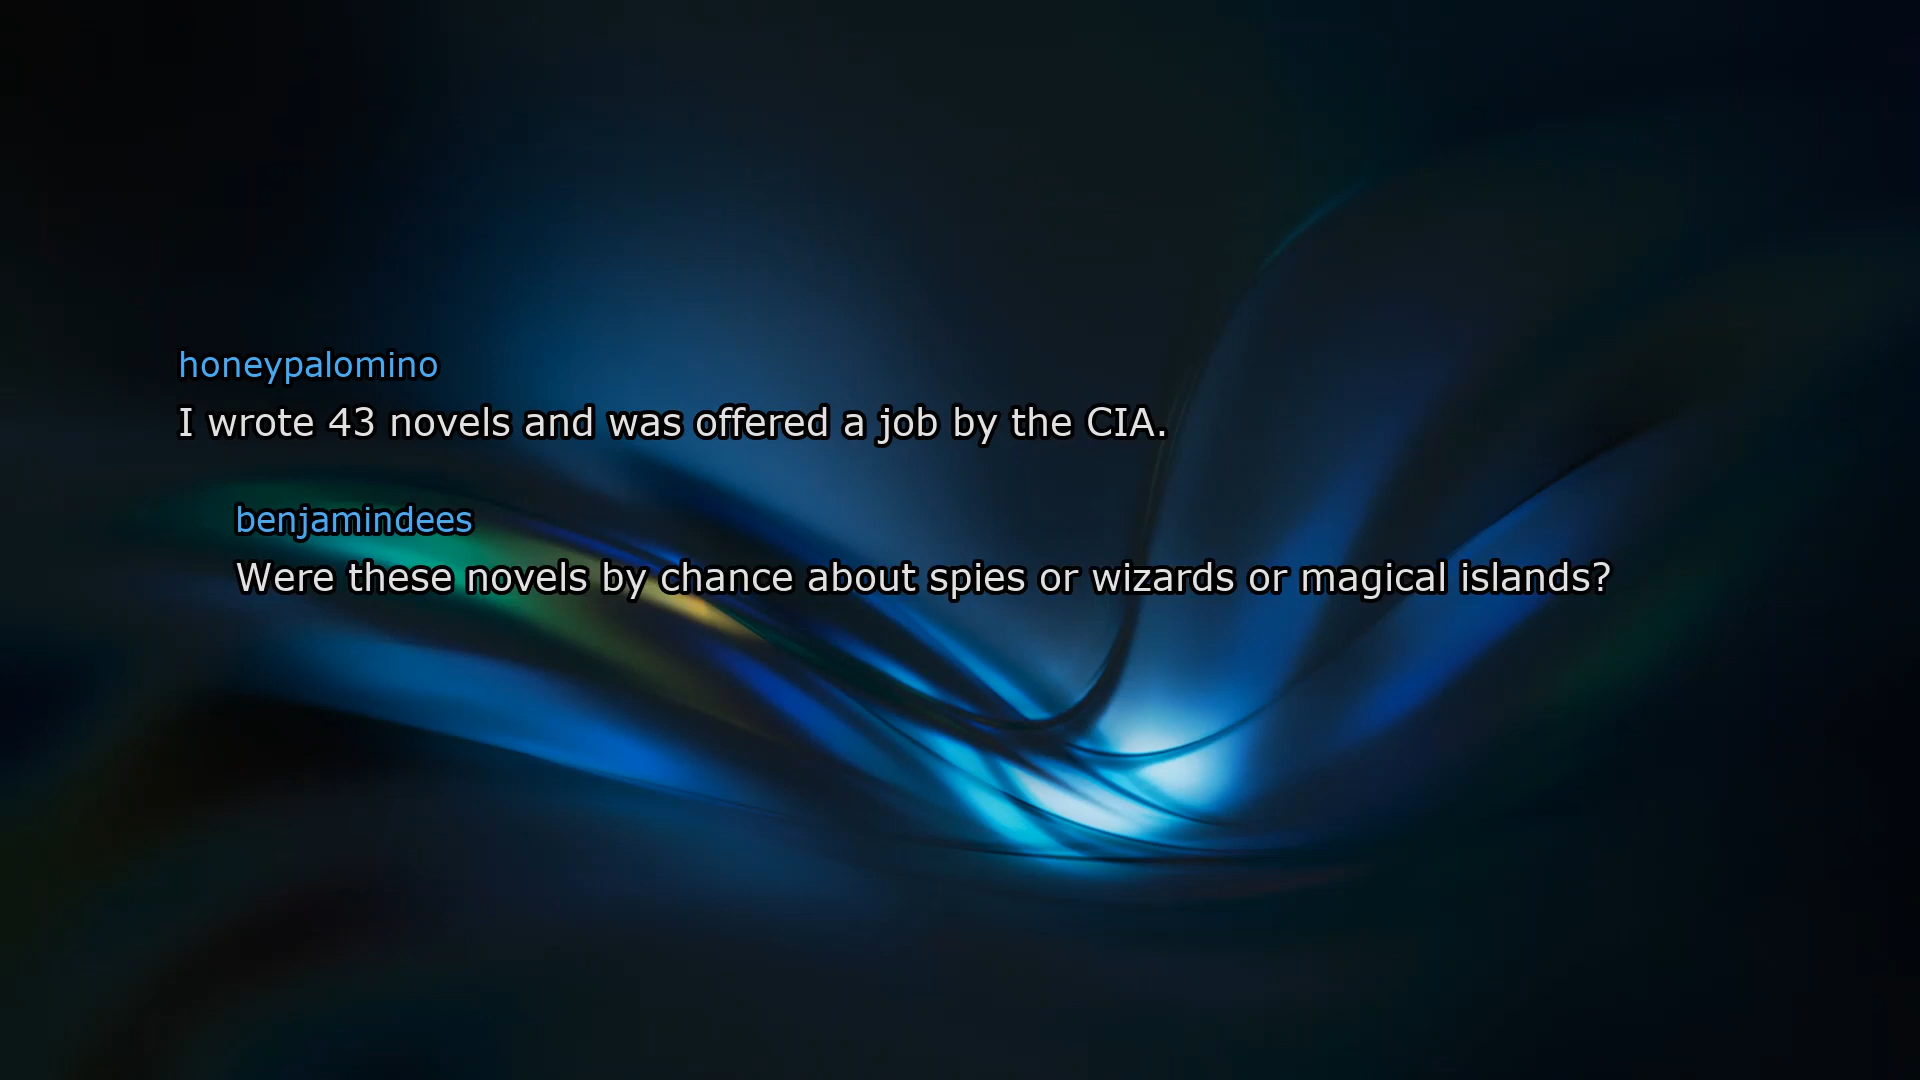 honeypalomino
I wrote 43 novels and was offered a job by the CIA.
benjamindees
Were these novels by chance about spies or wizards or magical islands?